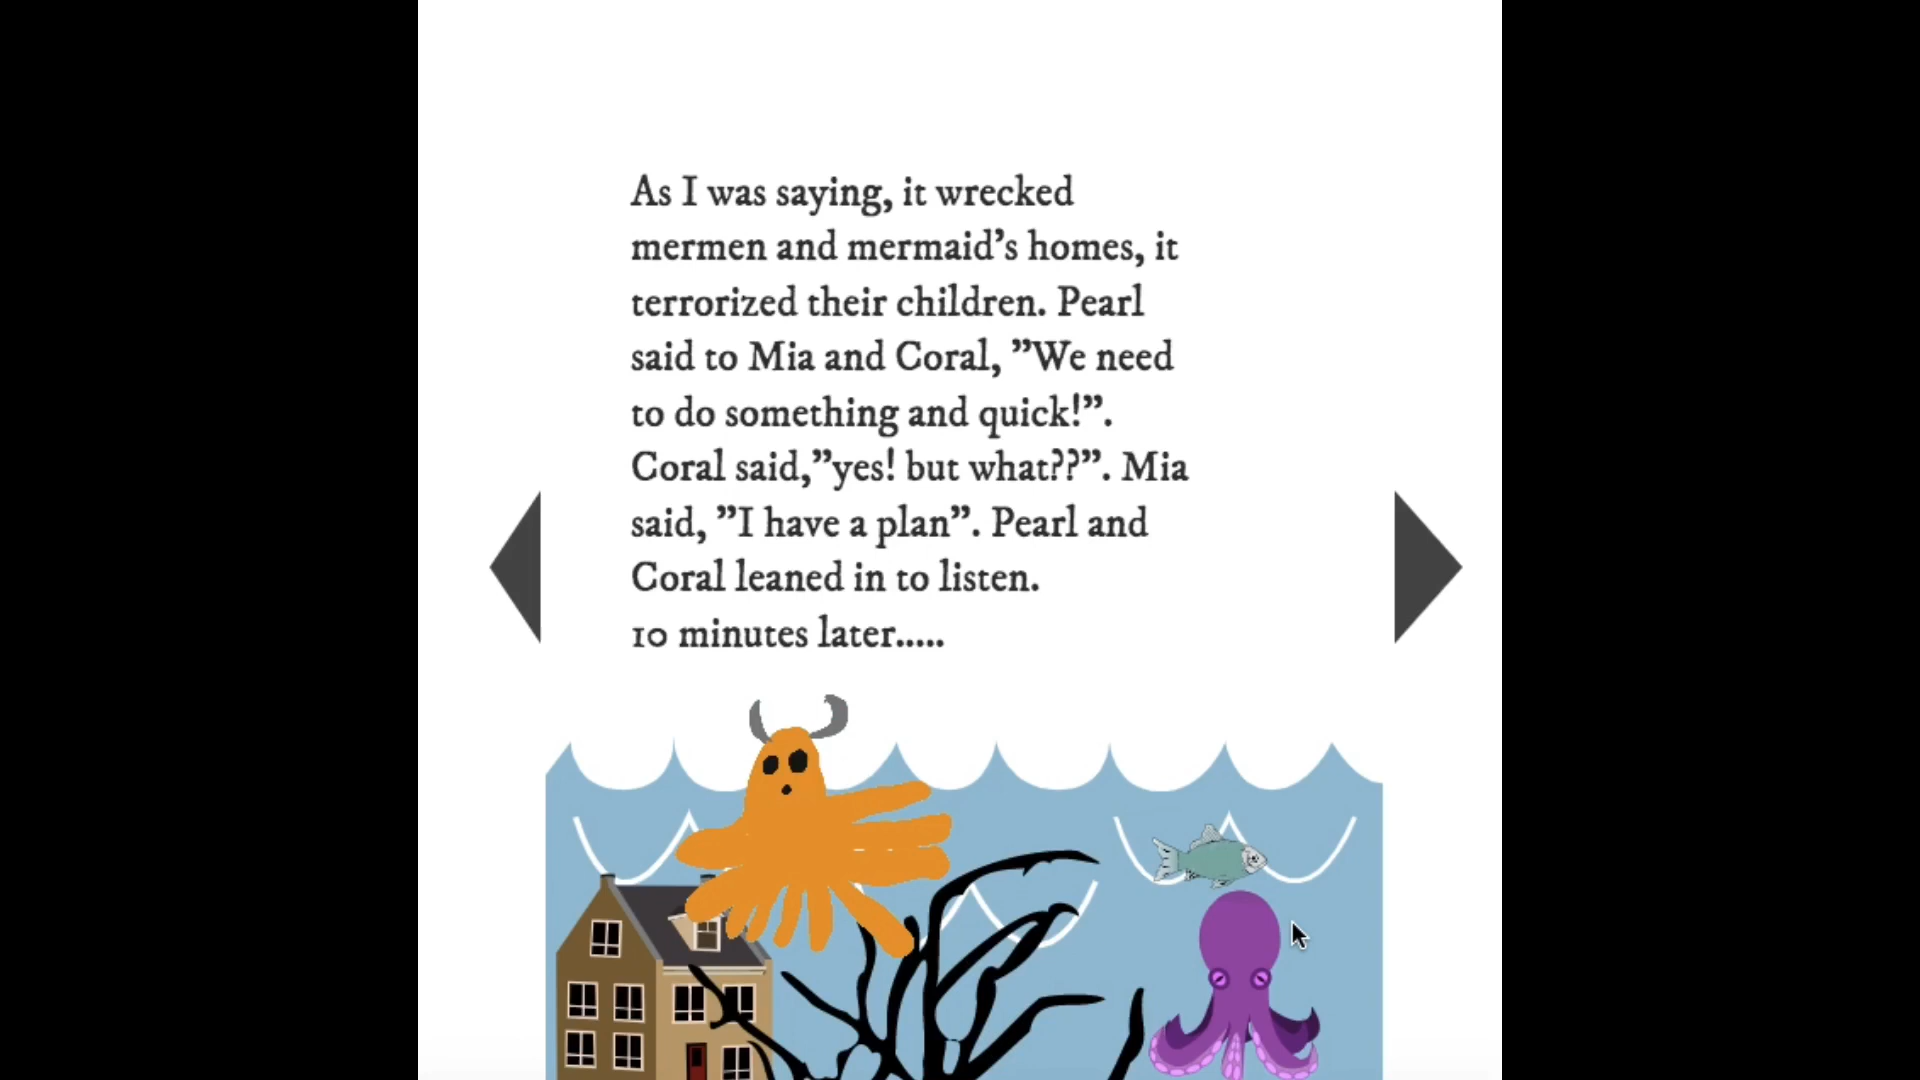 As I was saying, it wrecked
mermen and mermaid’s homes, it
terrorized their children. Pearl
said to Mia and Coral, ”We need
to do something and quick!”.
Coral said,”yes! but what??”. Mia
said, ”I have a plan”. Pearl and
Coral leaned in to listen.
10 minutes later.....